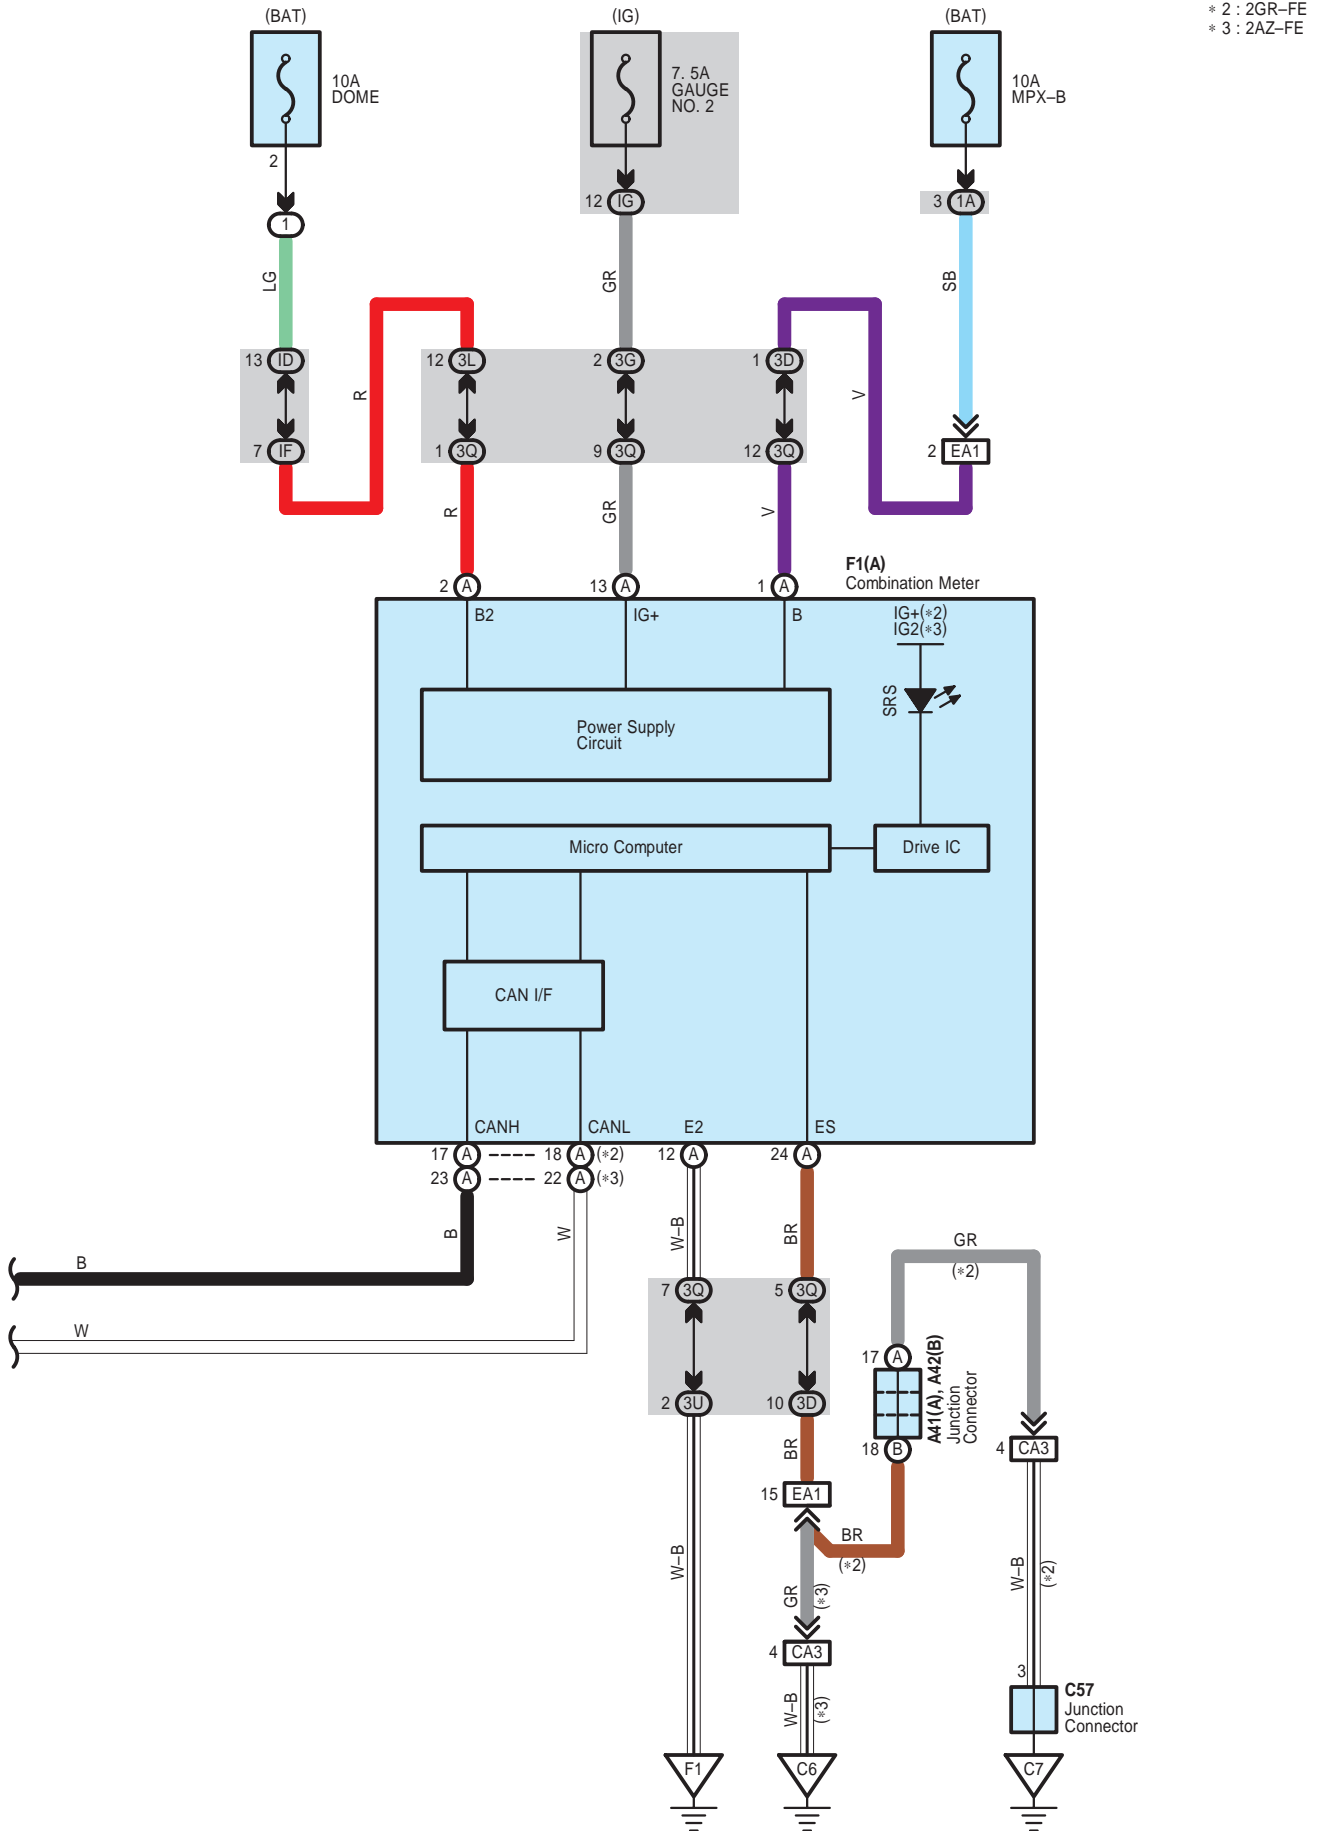 ∗ 2 : 2GR–FE
∗ 3 : 2AZ–FE
(BAT)
(IG)
(BAT)
10A
DOME
7. 5A
GAUGE
NO. 2
10A
MPX–B
2
12 IG
3 1A
1
LG
GR
SB
13 ID
12 3L
2 3G
1 3D
R
V
7 IF
1 3Q
9 3Q
12 3Q
2 EA1
R
GR
V
F1(A)
Combination Meter
2 A
13 A
1 A
B2
IG+
B
IG+(∗2)
IG2(∗3)
SRS
Power Supply
Circuit
Micro Computer
Drive IC
CAN I/F
CANH
CANL
E2
ES
17 A
18 A (∗2)
12 A
24 A
23 A
22 A (∗3)
B
W
W–B
BR
B
W
GR
(∗2)
7 3Q
5 3Q
17 A
A41(A), A42(B)
Junction
Connector
2 3U
10 3D
18 B
4 CA3
BR
15 EA1
BR
(∗2)
W–B
GR
(∗3)
W–B
(∗2)
4 CA3
W–B
(∗3)
3
C57
Junction
Connector
F1
C6
C7